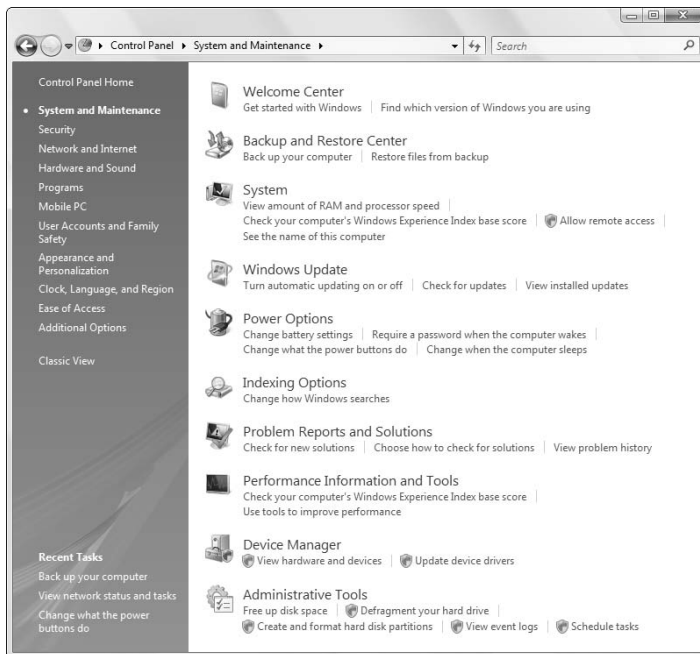 Control Panel System and Maintenance
Search
Control Panel Home
System and Maintenance
Security
Network and Internet
Hardware and Sound
Programs
Mobile PC
User Accounts and Family
Safety
Appearance and
Personalization
Clock, Language, and Region
Ease of Access
Additional Options
Classic View
Recent Tasks
Back up your computer
View network status and tasks
Change what the power
buttons do
Welcome Center
Get started with Windows | Find which version of Windows you are using
Backup and Restore Center
Back up your computer | Restore files from backup
System
View amount of RAM and processor speed |
Check your computer's Windows Experience Index base score | Allow remote access |
See the name of this computer
Windows Update
Turn automatic updating on or off | Check for updates | View installed updates
Power Options
Change battery settings | Require a password when the computer wakes |
Change what the power buttons do | Change when the computer sleeps
Indexing Options
Change how Windows searches
Problem Reports and Solutions
Check for new solutions | Choose how to check for solutions | View problem history
Performance Information and Tools
Check your computer's Windows Experience Index base score |
Use tools to improve performance
Device Manager
View hardware and devices | Update device drivers
Administrative Tools
Free up disk space | Defragment your hard drive |
Create and format hard disk partitions | View event logs | Schedule tasks